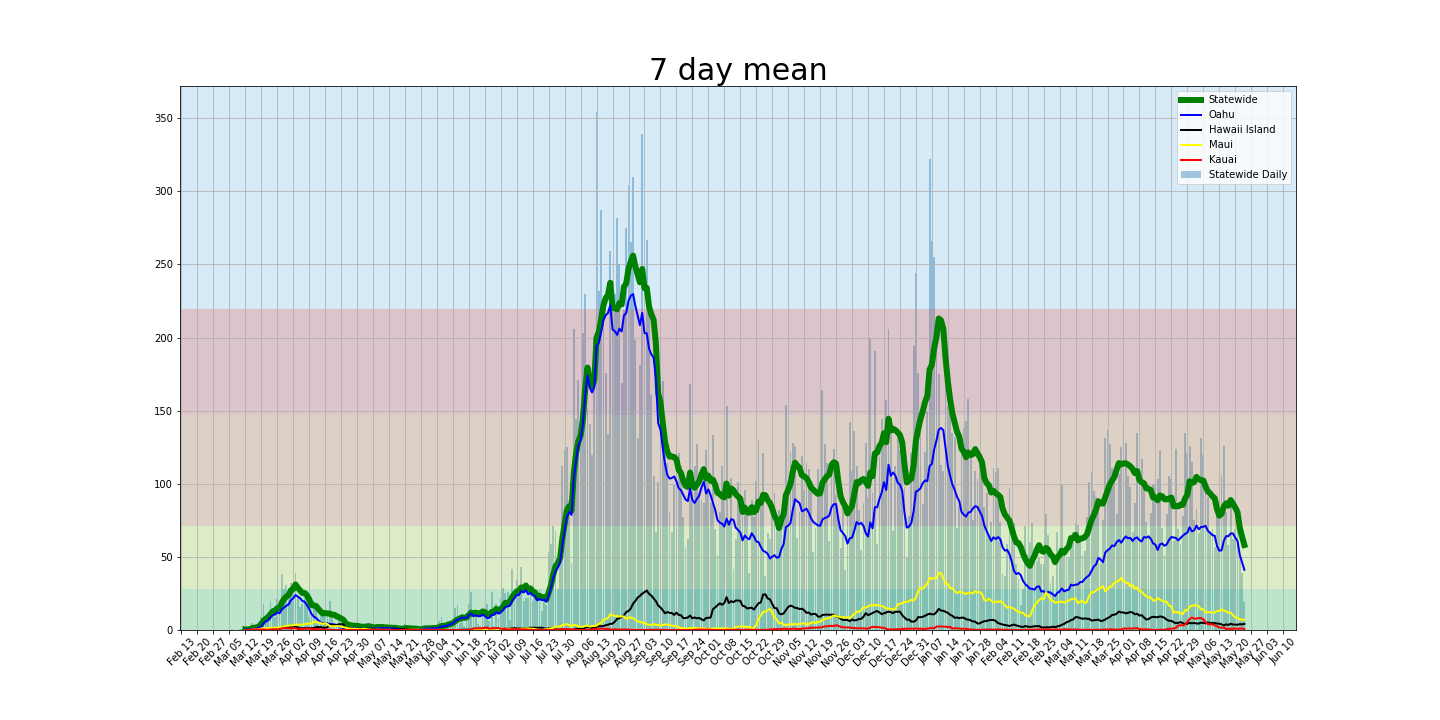 7 day mean
350
300
250
200
150
100
50
0
Statewide
Oahu
Hawaii Island
Maui
Kauai
Statewide Daily
Feb 13
Feb 20
Feb 27
Mar 05
Mar 12
Mar 19
Mar 26
Apr 02
Apr 09
Apr 16
Apr 23
Apr 30
May 07
May 14
May 21
May 28
Jun 04
Jun 11
Jun 18
Jun 25
Jul 02
Jul 09
Jul 16
Jul 23
Jul 30
Aug 06
Aug 13
Aug 20
Aug 27
Sep 03
Sep 10
Sep 17
Sep 24
Oct 01
Oct 08
Oct 15
Oct 22
Oct 29
Nov 05
Nov 12
Nov 19
Nov 26
Dec 03
Dec 10
Dec 17
Dec 24
Dec 31
Jan 07
Jan 14
Jan 21
Jan 28
Feb 04
Feb 11
Feb 18
Feb 25
Mar 04
Mar 11
Mar 18
Mar 25
Apr 01
Apr 08
Apr 15
Apr 22
Apr 29
May 06
May 13
May 20
May 27
Jun 03
Jun 10